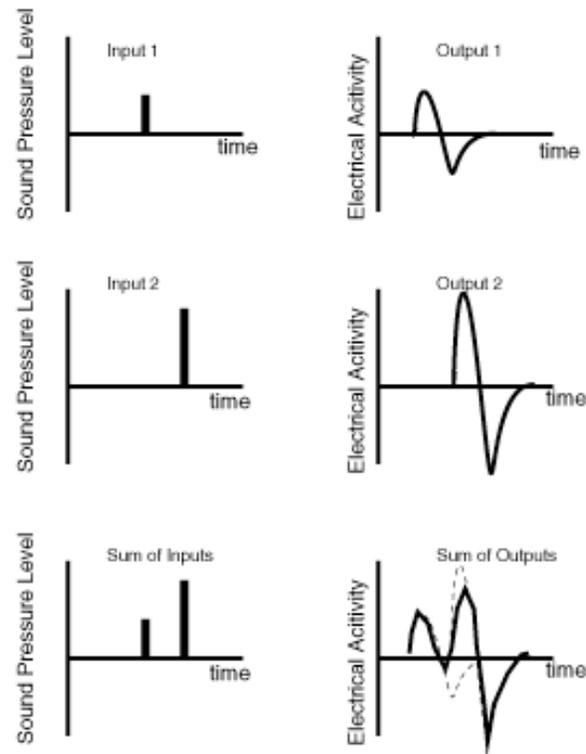 Input 1
Sound Pressure Level
time
Output 1
Electrical Acitivity
time
Input 2
Sound Pressure Level
time
Output 2
Electrical Acitivity
time
Sum of Inputs
Sound Pressure Level
time
Sum of Outputs
Electrical Acitivity
time